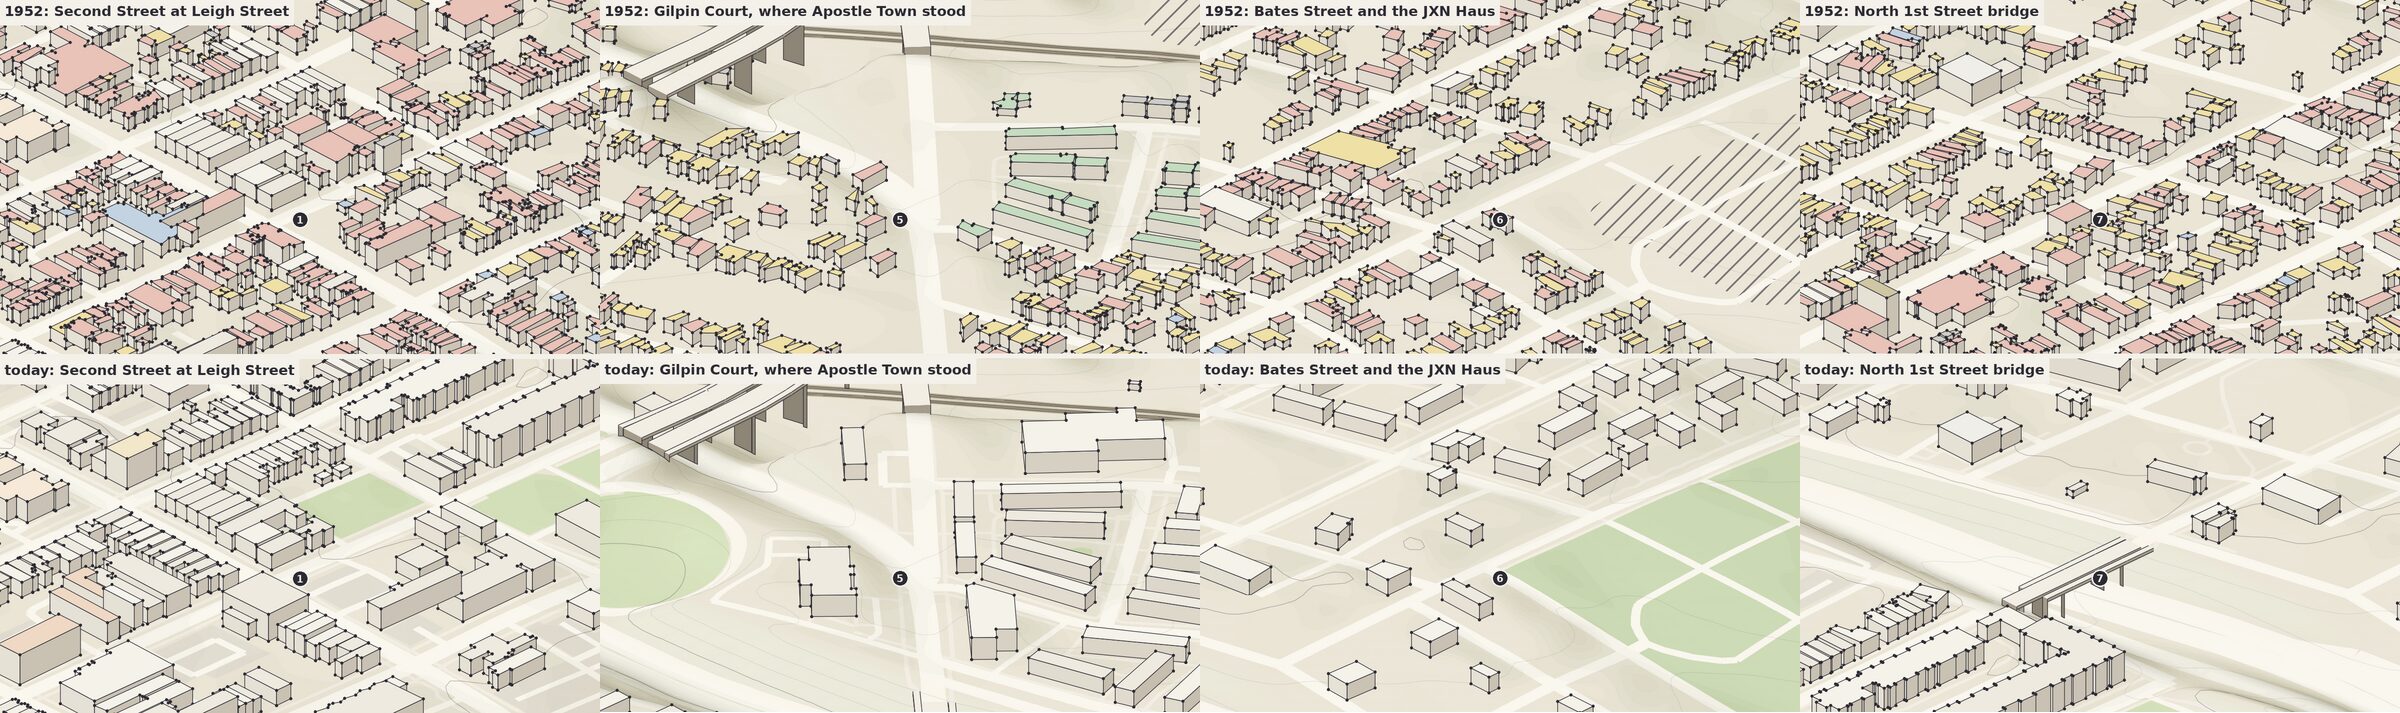 1952: Second Street at Leigh Street
1952: Gilpin Court, where Apostle Town stood
1952: Bates Street and the JXN Haus
1952: North 1st Street bridge
1
5
6
7
today: Second Street at Leigh Street
today: Gilpin Court, where Apostle Town stood
today: Bates Street and the JXN Haus
today: North 1st Street bridge
1
5
6
7